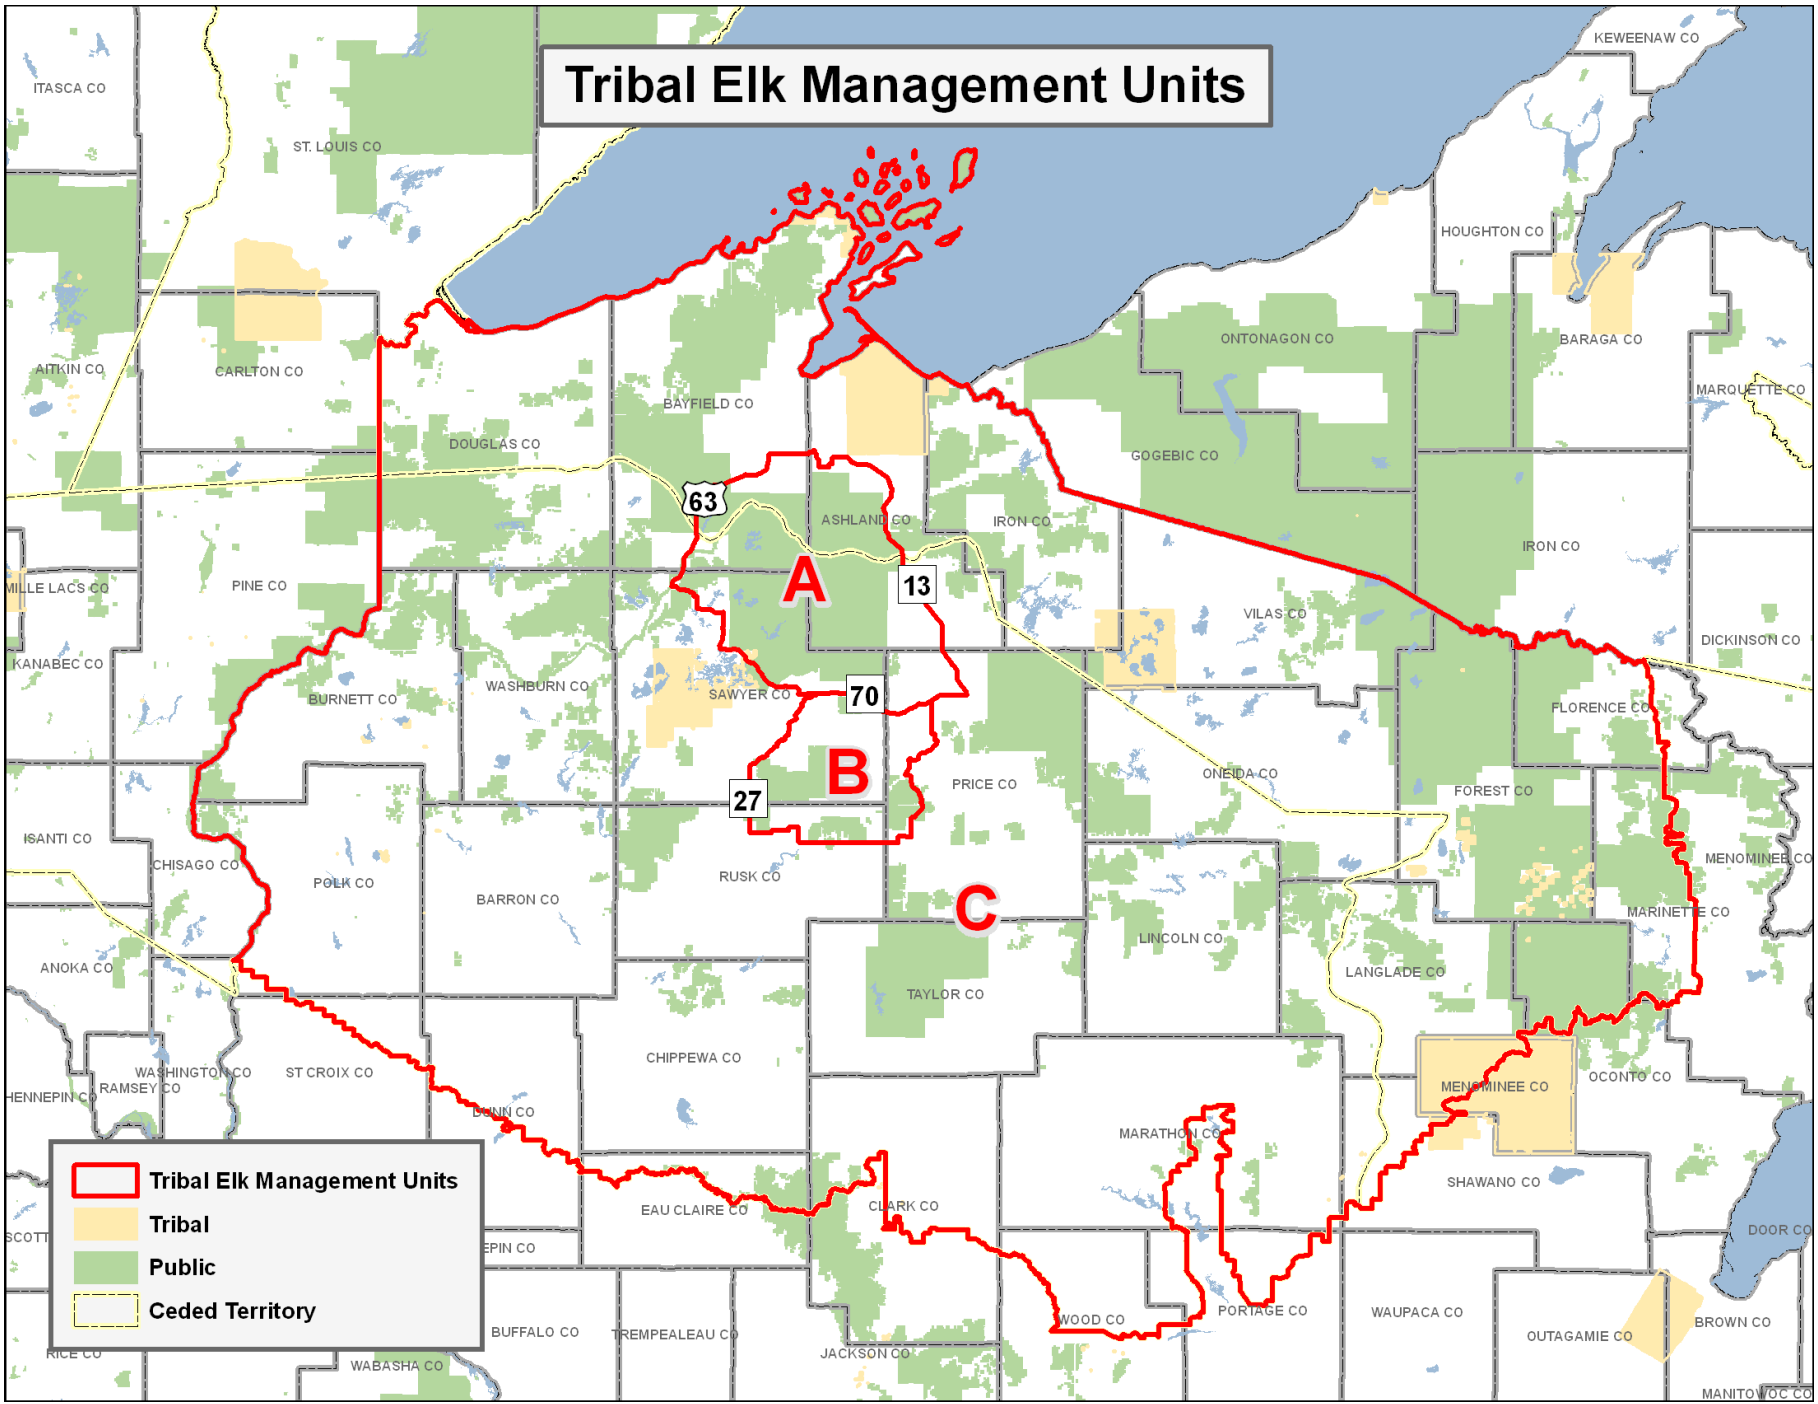 Tribal Elk Management Units
KEWEENAW CO
ITASCA CO
ST. LOUIS CO
HOUGHTON CO
ONTONAGON CO
BARAGA CO
AITKIN CO
CARLTON CO
MARQUETTE CO
BAYFIELD CO
DOUGLAS CO
GOGEBIC CO
63
ASHLAND CO
IRON CO
IRON CO
A
13
MILLE LACS CO
PINE CO
VILAS CO
DICKINSON CO
KANABEC CO
BURNETT CO
WASHBURN CO
SAWYER CO
70
FLORENCE CO
B
27
PRICE CO
ONEIDA CO
FOREST CO
ISANTI CO
CHISAGO CO
POLK CO
BARRON CO
RUSK CO
MENOMINEE CO
C
MARINETTE CO
LINCOLN CO
ANOKA CO
LANGLADE CO
TAYLOR CO
CHIPPEWA CO
WASHINGTON CO
ST CROIX CO
HENNEPIN CO
RAMSEY CO
MENOMINEE CO
OCONTO CO
DUNN CO
MARATHON CO
SHAWANO CO
EAU CLAIRE CO
CLARK CO
DOOR CO
SCOTT
EPIN CO
Tribal Elk Management Units
Tribal
Public
Ceded Territory
WOOD CO
PORTAGE CO
WAUPACA CO
OUTAGAMIE CO
BROWN CO
BUFFALO CO
TREMPEALEAU CO
JACKSON CO
RICE CO
WABASHA CO
MANITOWOC CO